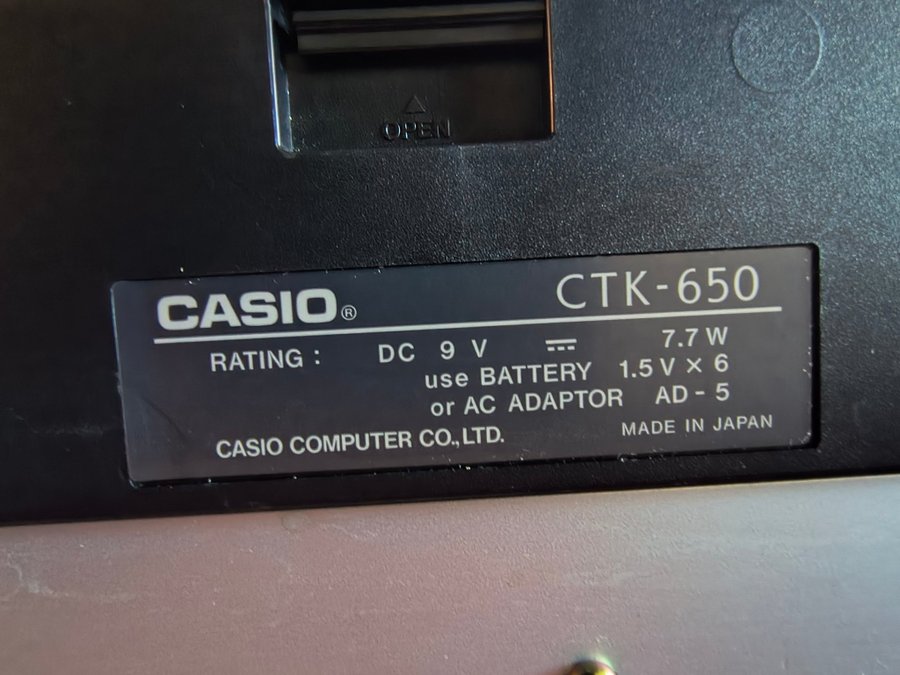 OPEN
CASIO®
CTK-650
RATING : DC 9 V ⎓ 7.7 W
use BATTERY 1.5 V × 6
or AC ADAPTOR AD - 5
CASIO COMPUTER CO.,LTD.
MADE IN JAPAN